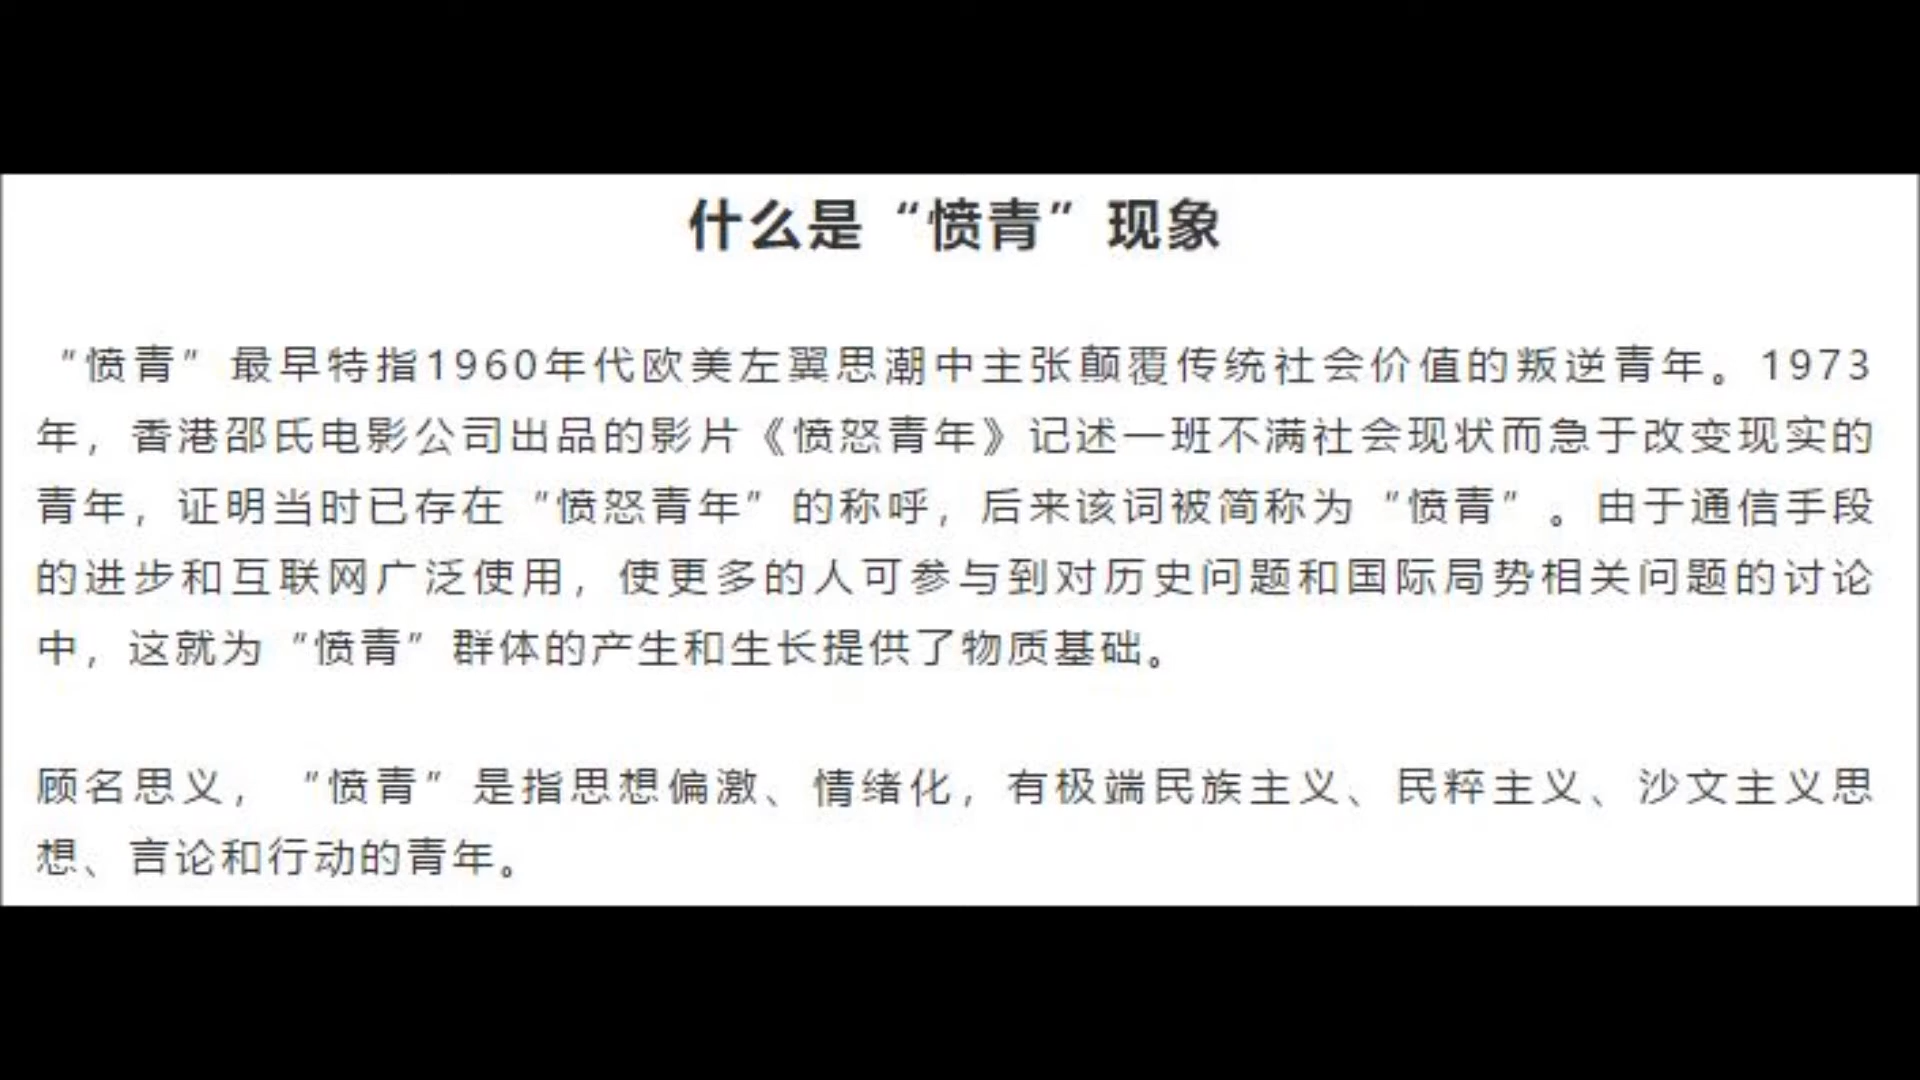 什么是“愤青”现象
“愤青”最早特指1960年代欧美左翼思潮中主张颠覆传统社会价值的叛逆青年。1973
年，香港邵氏电影公司出品的影片《愤怒青年》记述一班不满社会现状而急于改变现实的
青年，证明当时已存在“愤怒青年”的称呼，后来该词被简称为“愤青”。由于通信手段
的进步和互联网广泛使用，使更多的人可参与到对历史问题和国际局势相关问题的讨论
中，这就为“愤青”群体的产生和生长提供了物质基础。
顾名思义，“愤青”是指思想偏激、情绪化，有极端民族主义、民粹主义、沙文主义思
想、言论和行动的青年。